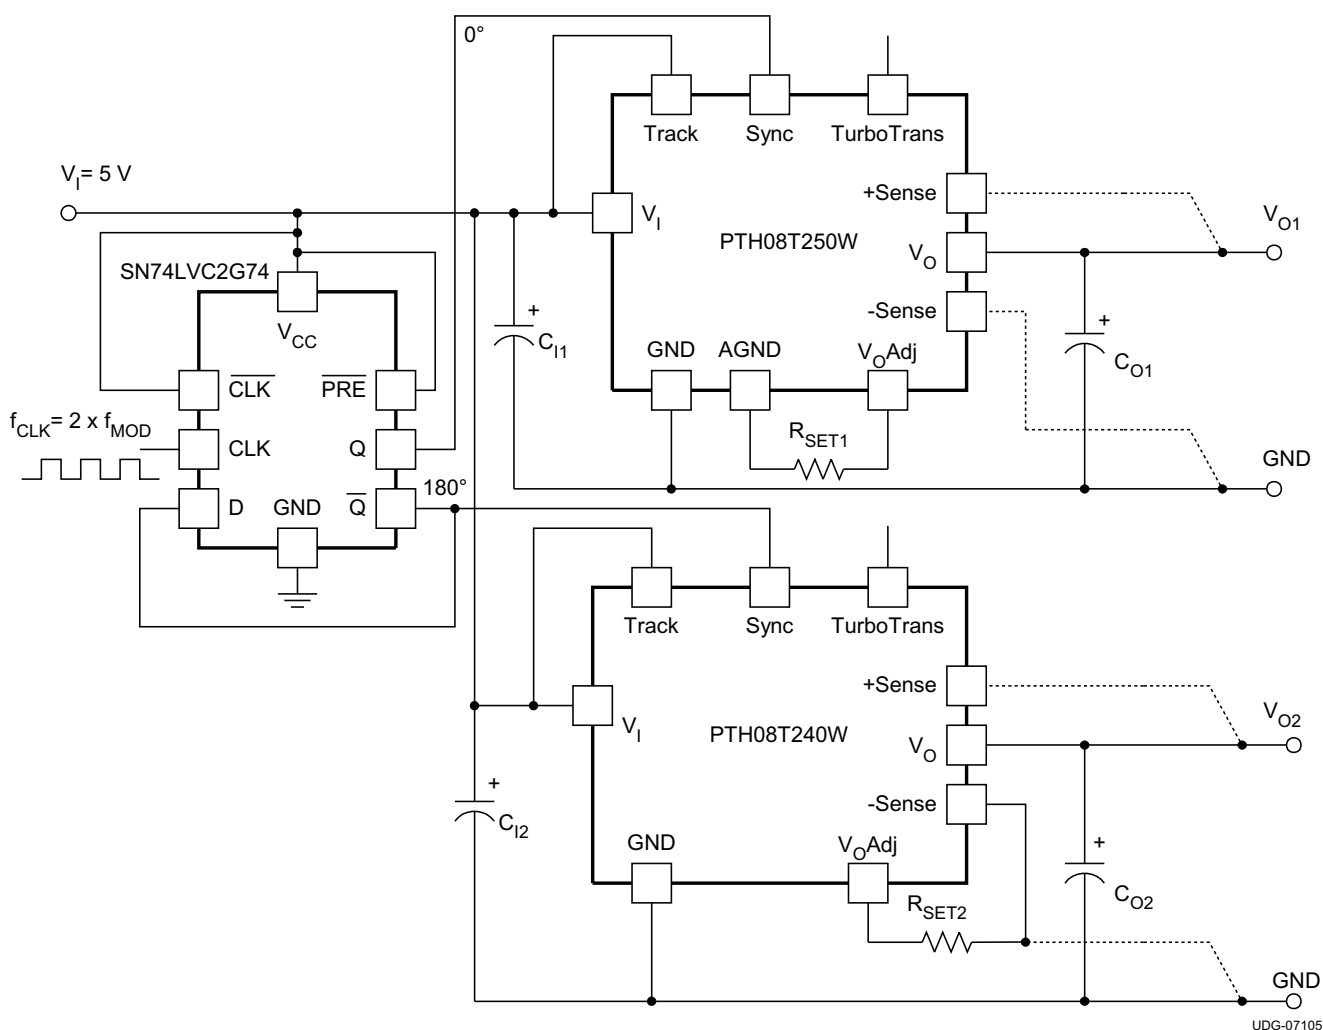 0°
Track
Sync
TurboTrans
V_I= 5 V
+Sense
V_O1
V_I
PTH08T250W
V_O
SN74LVC2G74
-Sense
V_CC
+
C_I1
GND
AGND
V_OAdj
+
C_O1
C̅L̅K̅
P̅R̅E̅
f_CLK= 2 x f_MOD
CLK
Q
R_SET1
GND
180°
D
GND
Q̅
Track
Sync
TurboTrans
+Sense
V_O2
V_I
PTH08T240W
V_O
-Sense
+
C_I2
GND
V_OAdj
+
C_O2
R_SET2
GND
UDG-07105